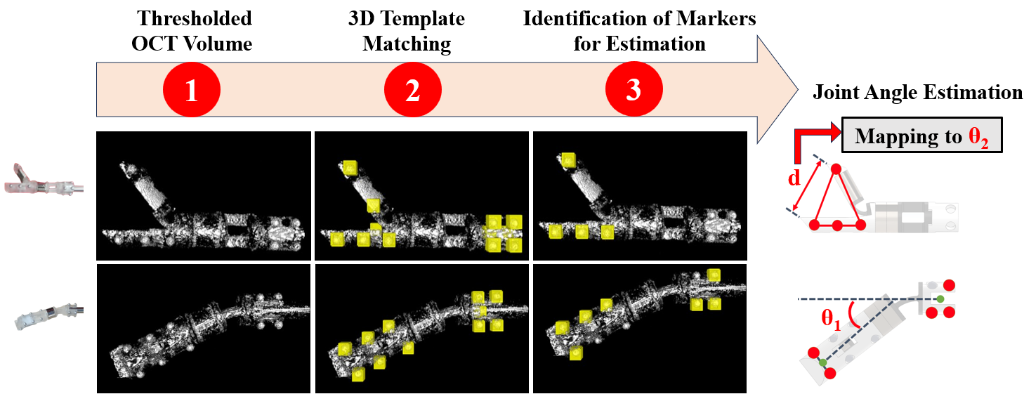 Thresholded
OCT Volume
3D Template
Matching
Identification of Markers
for Estimation
1
2
3
Joint Angle Estimation
Mapping to θ2
d
θ1